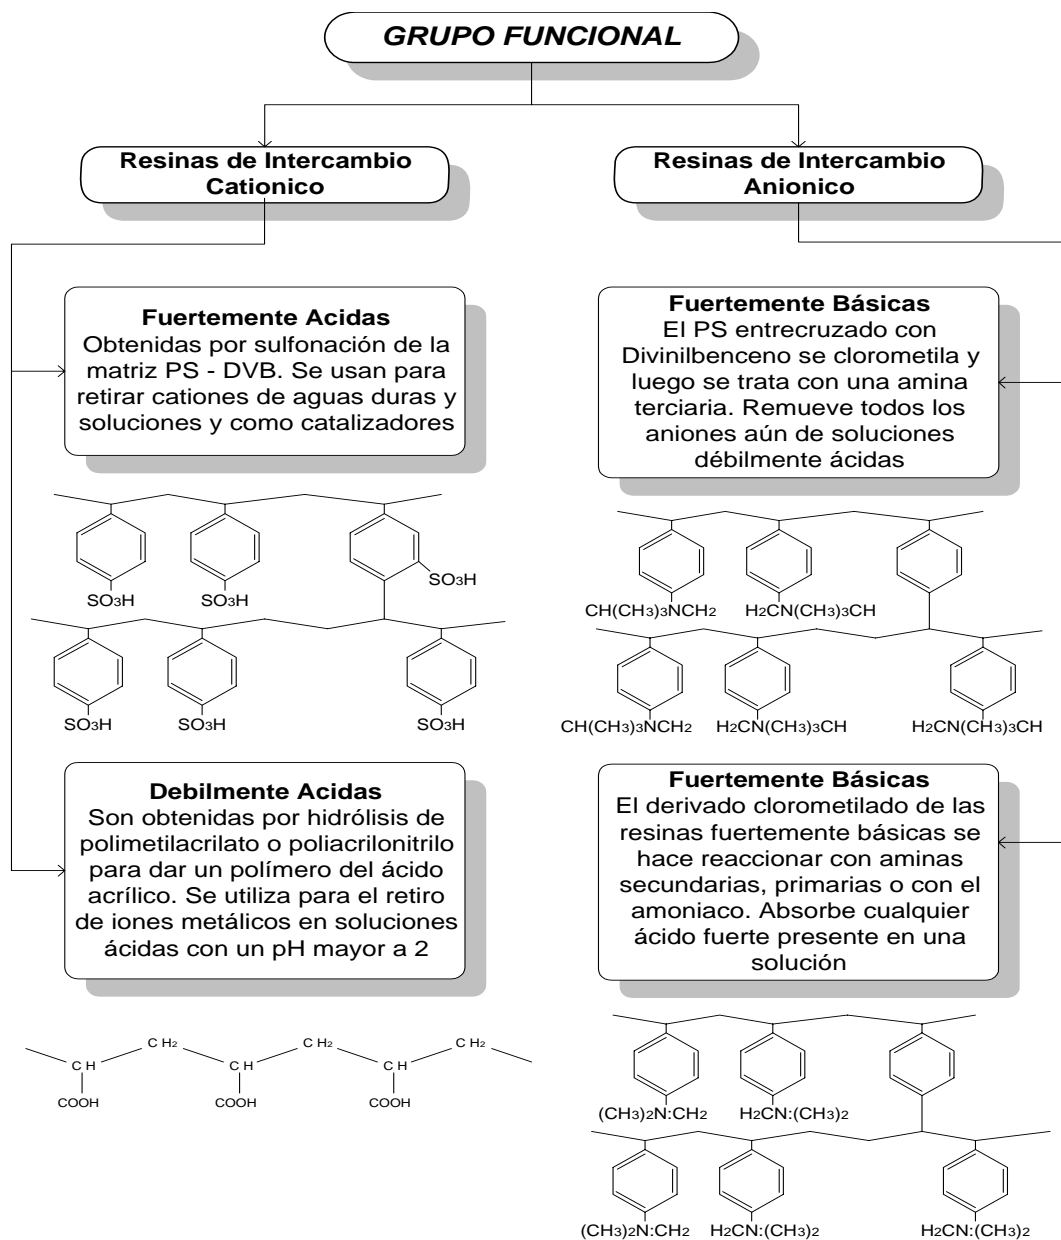 GRUPO FUNCIONAL
Resinas de Intercambio
Cationico
Resinas de Intercambio
Anionico
Fuertemente Acidas
Obtenidas por sulfonación de la
matriz PS - DVB. Se usan para
retirar cationes de aguas duras y
soluciones y como catalizadores
SO3H
SO3H
SO3H
SO3H
SO3H
SO3H
Debilmente Acidas
Son obtenidas por hidrólisis de
polimetilacrilato o poliacrilonitrilo
para dar un polímero del ácido
acrílico. Se utiliza para el retiro
de iones metálicos en soluciones
ácidas con un pH mayor a 2
CH2 CH2 CH2
CH CH CH
COOH COOH COOH
Fuertemente Básicas
El PS entrecruzado con
Divinilbenceno se clorometila y
luego se trata con una amina
terciaria. Remueve todos los
aniones aún de soluciones
débilmente ácidas
CH(CH3)3NCH2 H2CN(CH3)3CH
CH(CH3)3NCH2 H2CN(CH3)3CH H2CN(CH3)3CH
Fuertemente Básicas
El derivado clorometilado de las
resinas fuertemente básicas se
hace reaccionar con aminas
secundarias, primarias o con el
amoniaco. Absorbe cualquier
ácido fuerte presente en una
solución
(CH3)2N:CH2 H2CN:(CH3)2
(CH3)2N:CH2 H2CN:(CH3)2 H2CN:(CH3)2